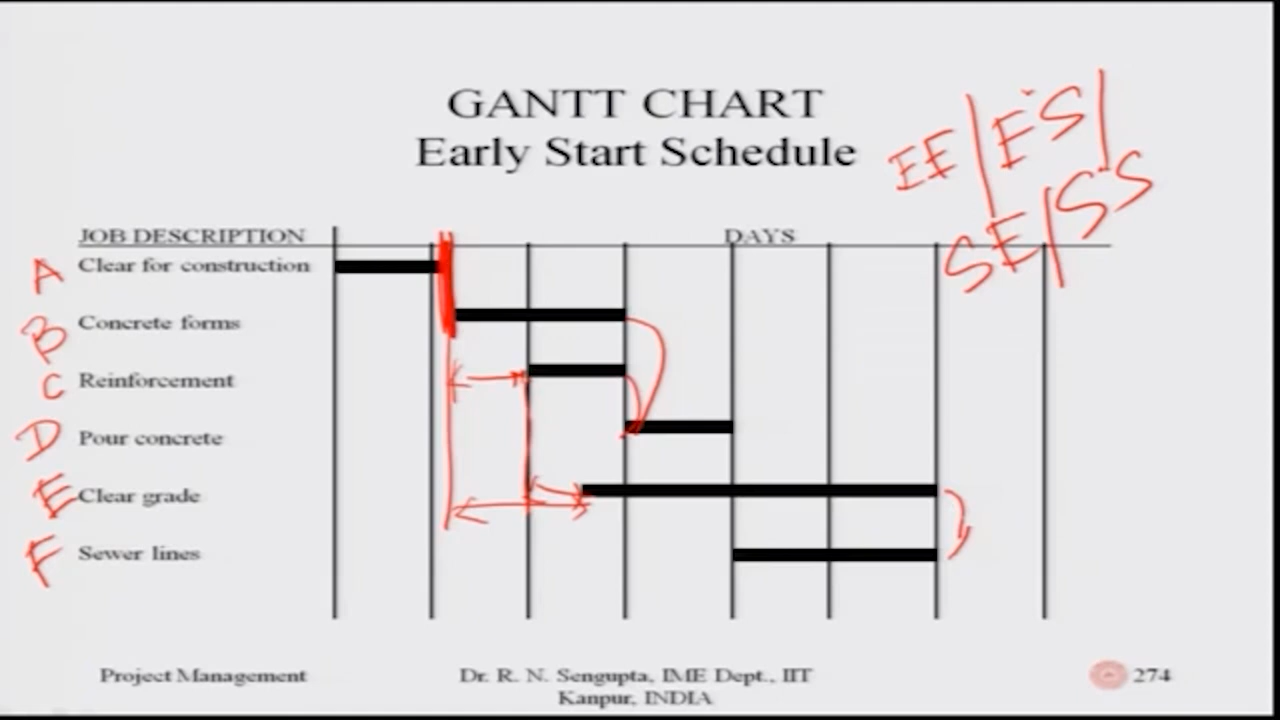 GANTT CHART
Early Start Schedule
EE/ES/
SE/SS
JOB DESCRIPTION DAYS
A Clear for construction
B Concrete forms
C Reinforcement
D Pour concrete
E Clear grade
F Sewer lines
Project Management
Dr. R. N. Sengupta, IME Dept., IIT
Kanpur, INDIA
274